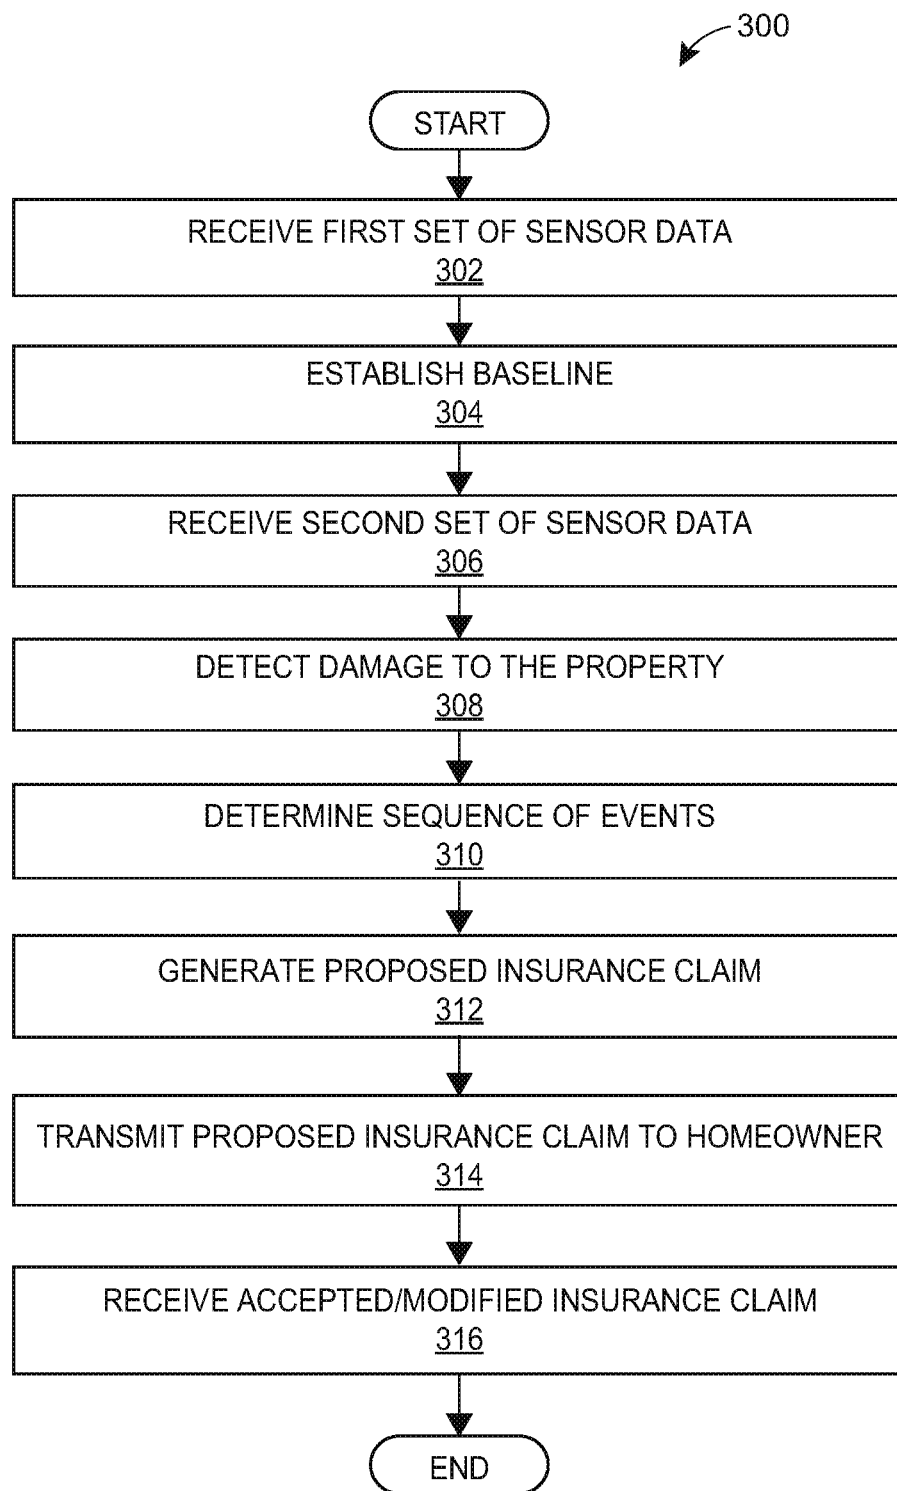 300
START
RECEIVE FIRST SET OF SENSOR DATA
302
ESTABLISH BASELINE
304
RECEIVE SECOND SET OF SENSOR DATA
306
DETECT DAMAGE TO THE PROPERTY
308
DETERMINE SEQUENCE OF EVENTS
310
GENERATE PROPOSED INSURANCE CLAIM
312
TRANSMIT PROPOSED INSURANCE CLAIM TO HOMEOWNER
314
RECEIVE ACCEPTED/MODIFIED INSURANCE CLAIM
316
END